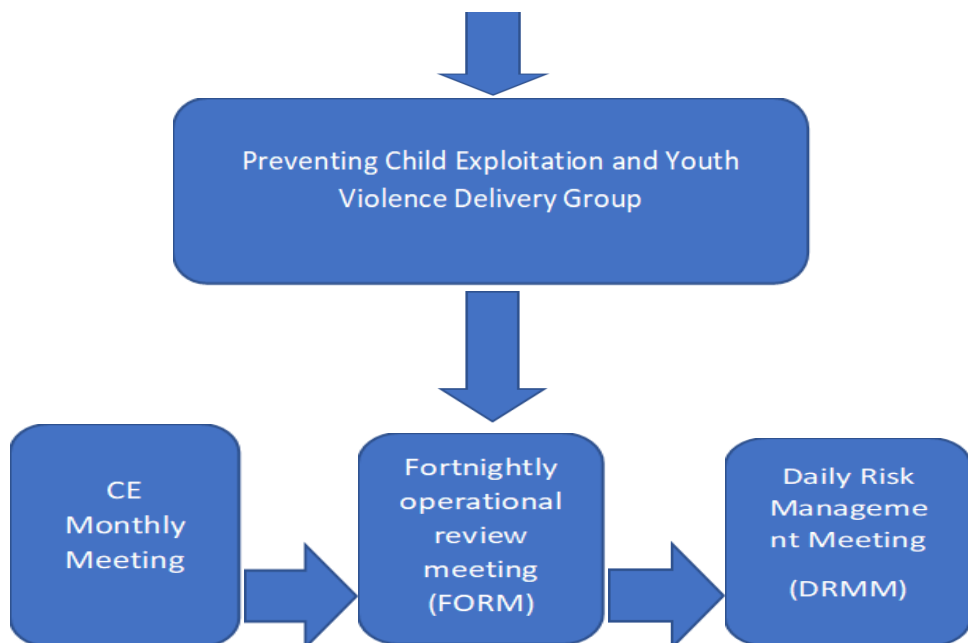 Preventing Child Exploitation and Youth
Violence Delivery Group
CE
Monthly
Meeting
Fortnightly
operational
review
meeting
(FORM)
Daily Risk
Manageme
nt Meeting
(DRMM)